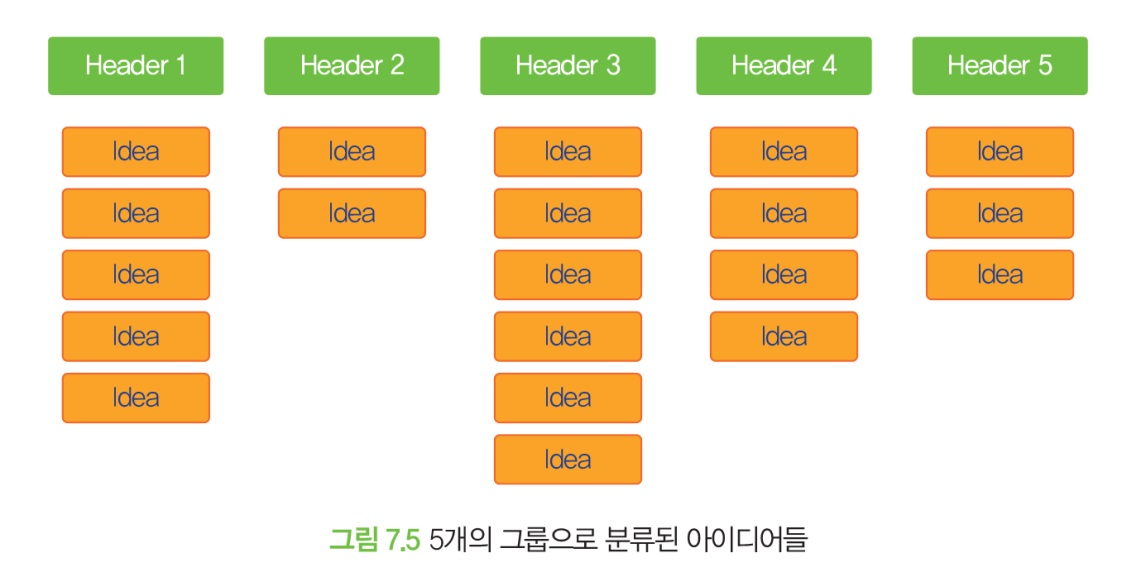 Header 1 Header 2 Header 3 Header 4 Header 5
Idea Idea Idea Idea Idea
Idea Idea Idea Idea Idea
Idea Idea Idea Idea
Idea Idea Idea
Idea Idea
Idea
그림 7.5 5개의 그룹으로 분류된 아이디어들